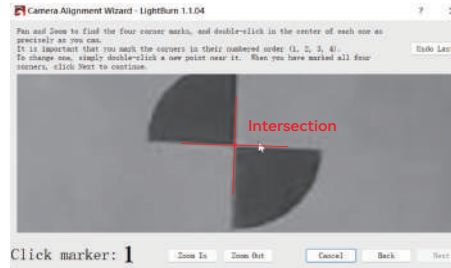 Camera Alignment Wizard - LightBurn 1.1.04
?
Pan and Zoom to find the four corner marks, and double-click in the center of each one as
precisely as you can.
It is important that you mark the corners in their numbered order (1, 2, 3, 4).
To change one, simply double-click a new point near it. When you have marked all four
corners, click Next to continue.
Undo Las
Intersection
Click marker: 1
Zoom In
Zoom Out
Cancel
Back
Next